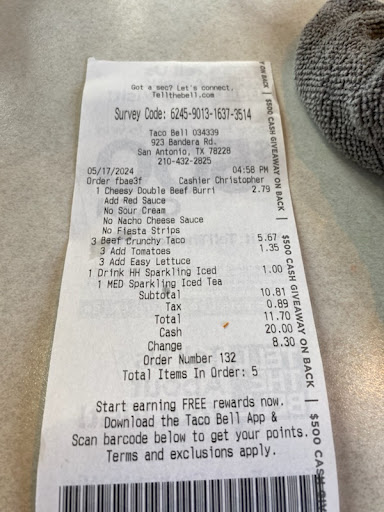 Got a sec? Let's connect.
Tellthebell.com
Survey Code: 6245-9013-1637-3514
Taco Bell 034339
923 Bandera Rd.
San Antonio, TX 78228
210-432-2825
05/17/2024 04:58 PM
Order fbae3f Cashier Christopher
1 Cheesy Double Beef Burri 2.79
Add Red Sauce
No Sour Cream
No Nacho Cheese Sauce
No Fiesta Strips
3 Beef Crunchy Taco 5.67
3 Add Tomatoes 1.35
3 Add Easy Lettuce
1 Drink HH Sparkling Iced 1.00
1 MED Sparkling Iced Tea
Subtotal 10.81
Tax 0.89
Total 11.70
Cash 20.00
Change 8.30
Order Number 132
Total Items In Order: 5
Start earning FREE rewards now.
Download the Taco Bell App &
Scan barcode below to get your points.
Terms and exclusions apply.
Y ON BACK |
$500 CASH GIVEAWAY ON BACK |
$500 CASH GIVEAWAY ON BACK |
$500 CASH